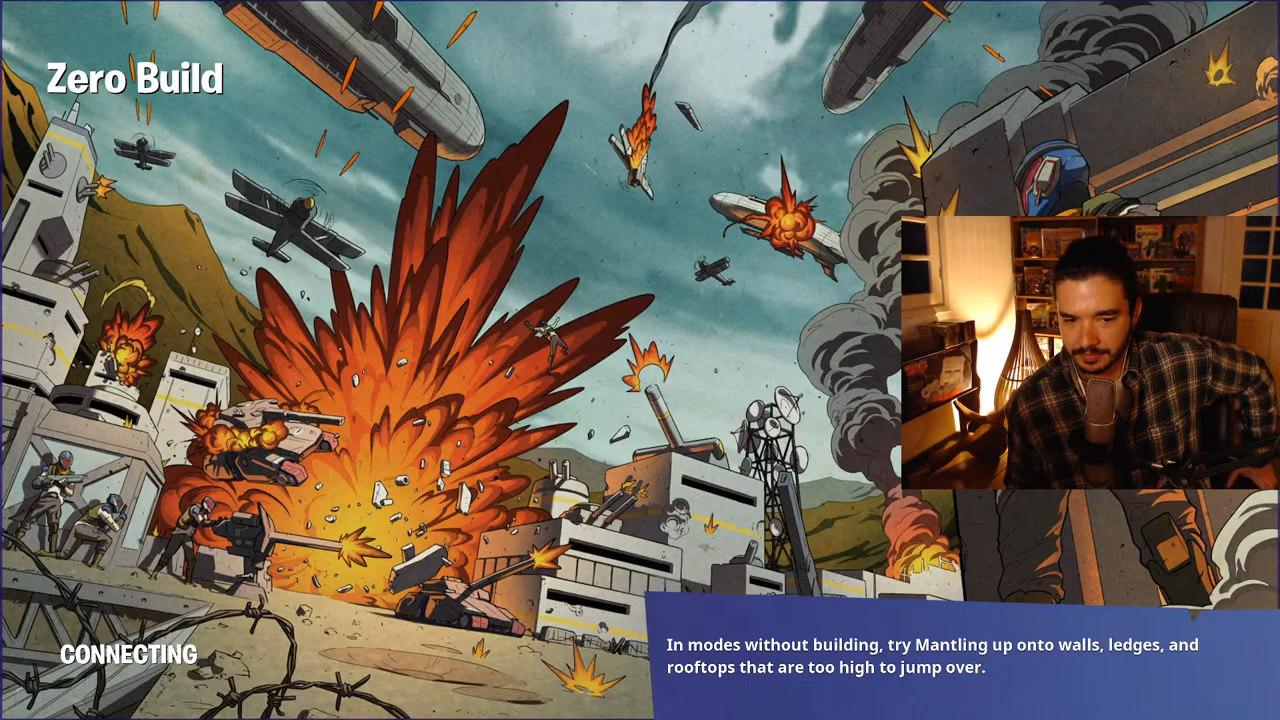 Zero Build
CONNECTING
In modes without building, try Mantling up onto walls, ledges, and
rooftops that are too high to jump over.